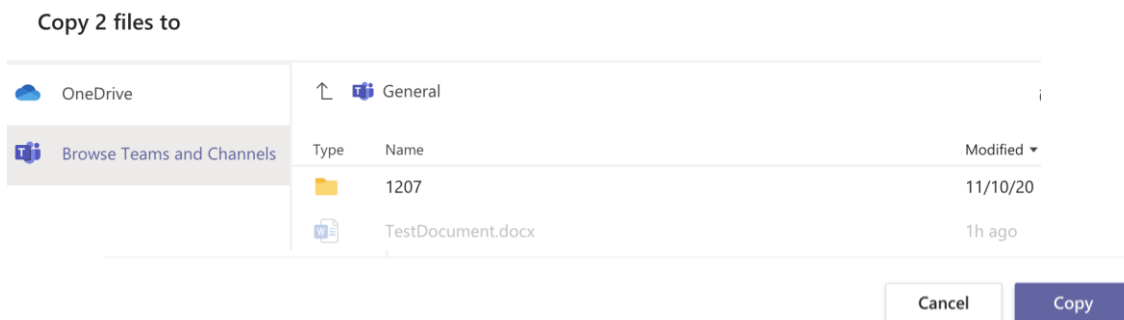 Copy 2 files to
OneDrive
General
Browse Teams and Channels
Type Name Modified
1207 11/10/20
TestDocument.docx 1h ago
Cancel Copy